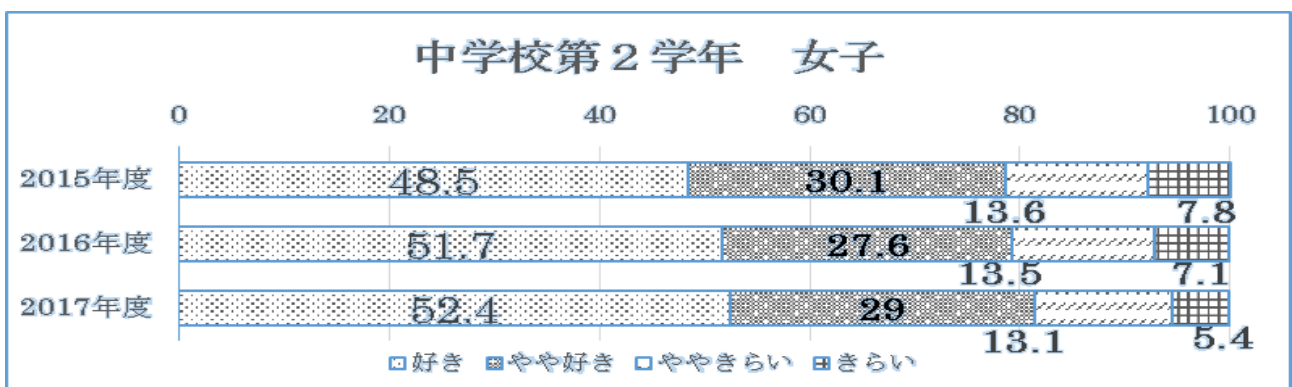 中学校第２学年　女子
0 20 40 60 80 100
2015年度 48.5 30.1
13.6 7.8
2016年度 51.7 27.6
13.5 7.1
2017年度 52.4 29
13.1 5.4
好き やや好き ややきらい きらい